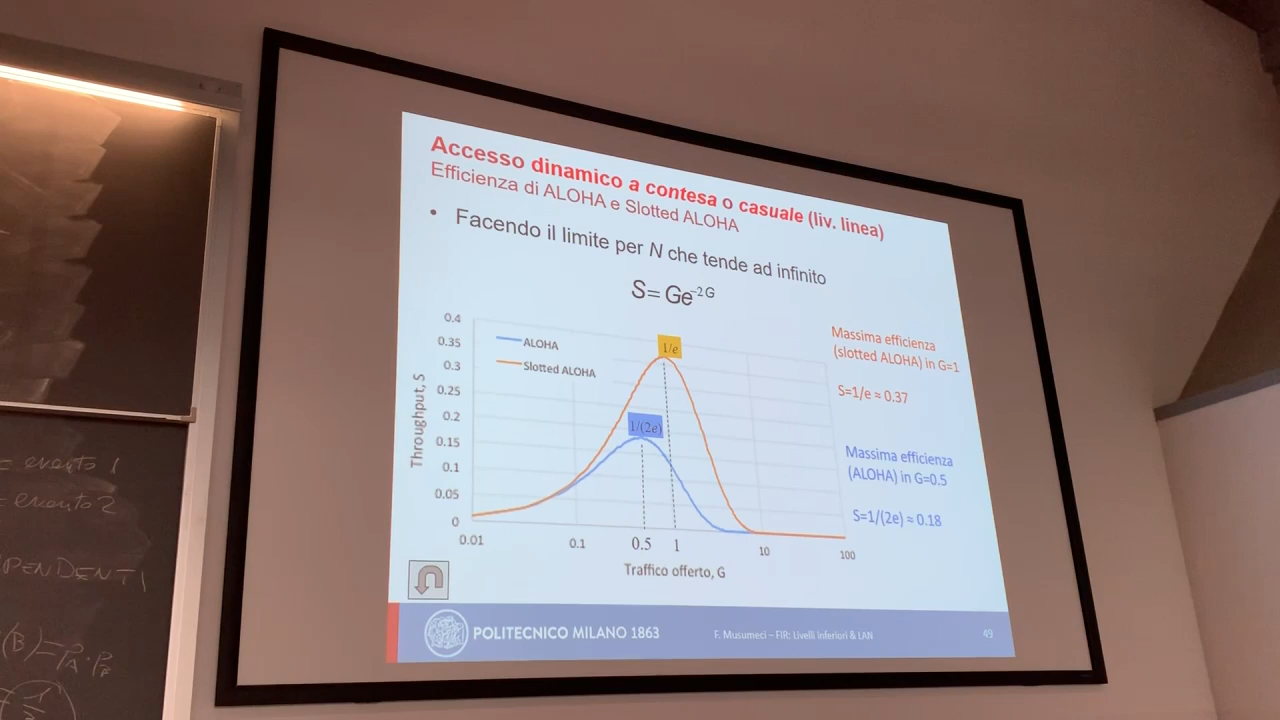 Accesso dinamico a contesa o casuale (liv. linea)
Efficienza di ALOHA e Slotted ALOHA
• Facendo il limite per N che tende ad infinito
S=Ge^-2G
0.4
0.35
0.3
0.25
0.2
0.15
0.1
0.05
0
Throughput, S
ALOHA
Slotted ALOHA
1/e
1/(2e)
0.01
0.1
0.5
1
10
100
Traffico offerto, G
Massima efficienza
(slotted ALOHA) in G=1
S=1/e ≈ 0.37
Massima efficienza
(ALOHA) in G=0.5
S=1/(2e) ≈ 0.18
POLITECNICO MILANO 1863
F. Musumeci – FIR: Livelli inferiori & LAN
49
= evento 1
= evento 2
PENDENTI
(B)=